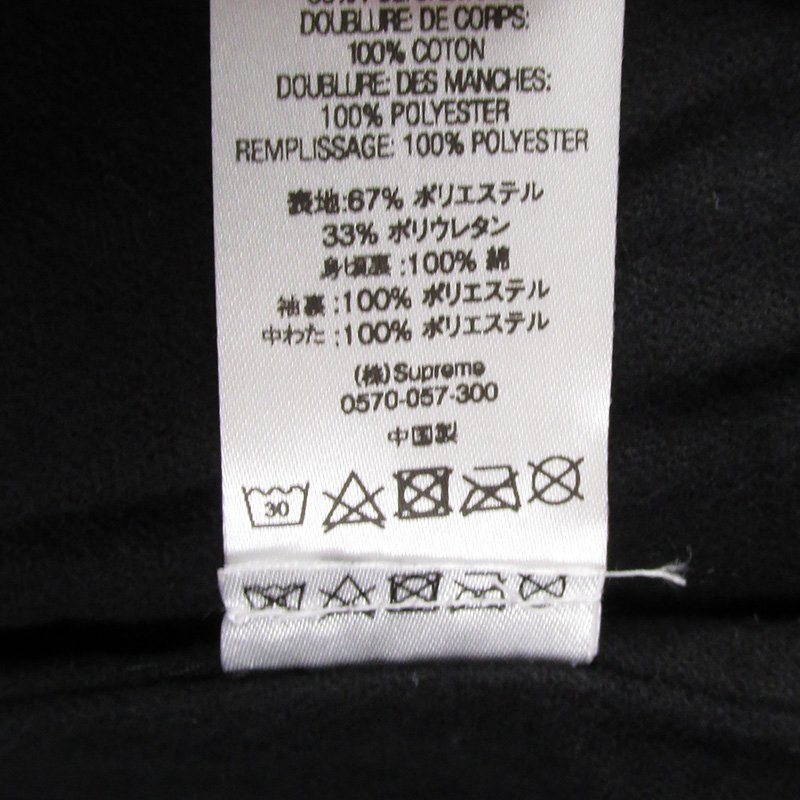 DOUBLURE: DE CORPS:
100% COTON
DOUBLURE: DES MANCHES:
100% POLYESTER
REMPLISSAGE: 100% POLYESTER
表地:67% ポリエステル
33% ポリウレタン
身頃裏:100% 綿
袖裏:100% ポリエステル
中わた:100% ポリエステル
(株)Supreme
0570-057-300
中国製
30